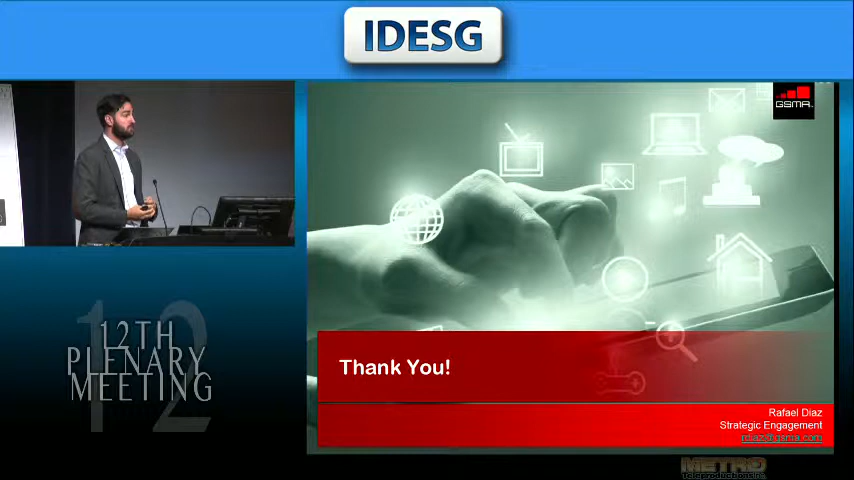 IDESG
GSMA
12TH
PLENARY
MEETING
Thank You!
Rafael Diaz
Strategic Engagement
rdiaz@gsma.com
METRO